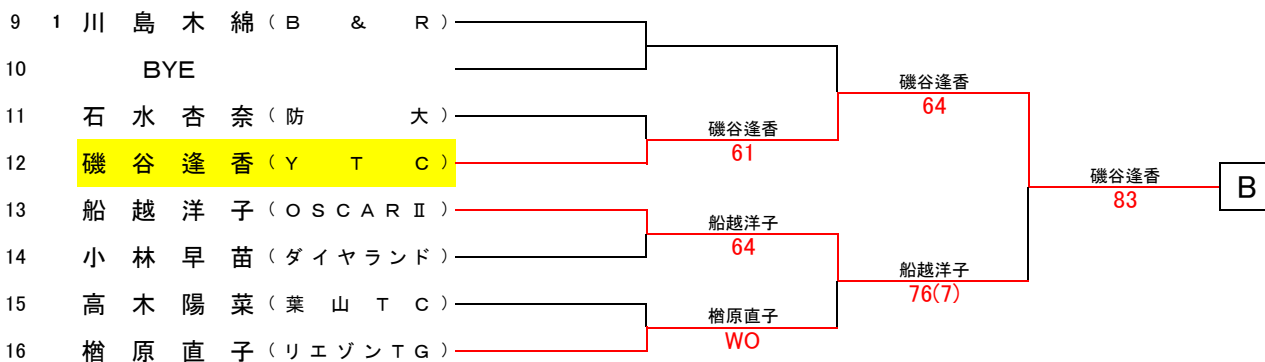 9 1 川島木綿(B & R)
10 BYE
11 石水杏奈(防大)
12 磯谷逢香(YTC)
13 船越洋子(OSCARⅡ)
14 小林早苗(ダイヤランド)
15 高木陽菜(葉山TC)
16 楢原直子(リエゾンTG)
磯谷逢香
61
船越洋子
64
楢原直子
WO
磯谷逢香
64
船越洋子
76(7)
磯谷逢香
83
B